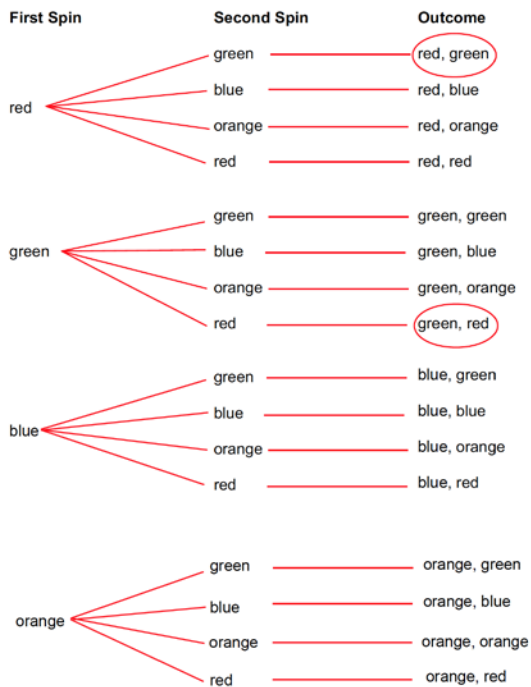 First Spin Second Spin Outcome
green red, green
blue red, blue
red
orange red, orange
red red, red
green green, green
green blue green, blue
orange green, orange
red green, red
green blue, green
blue blue, blue
blue
orange blue, orange
red blue, red
green orange, green
blue orange, blue
orange
orange orange, orange
red orange, red